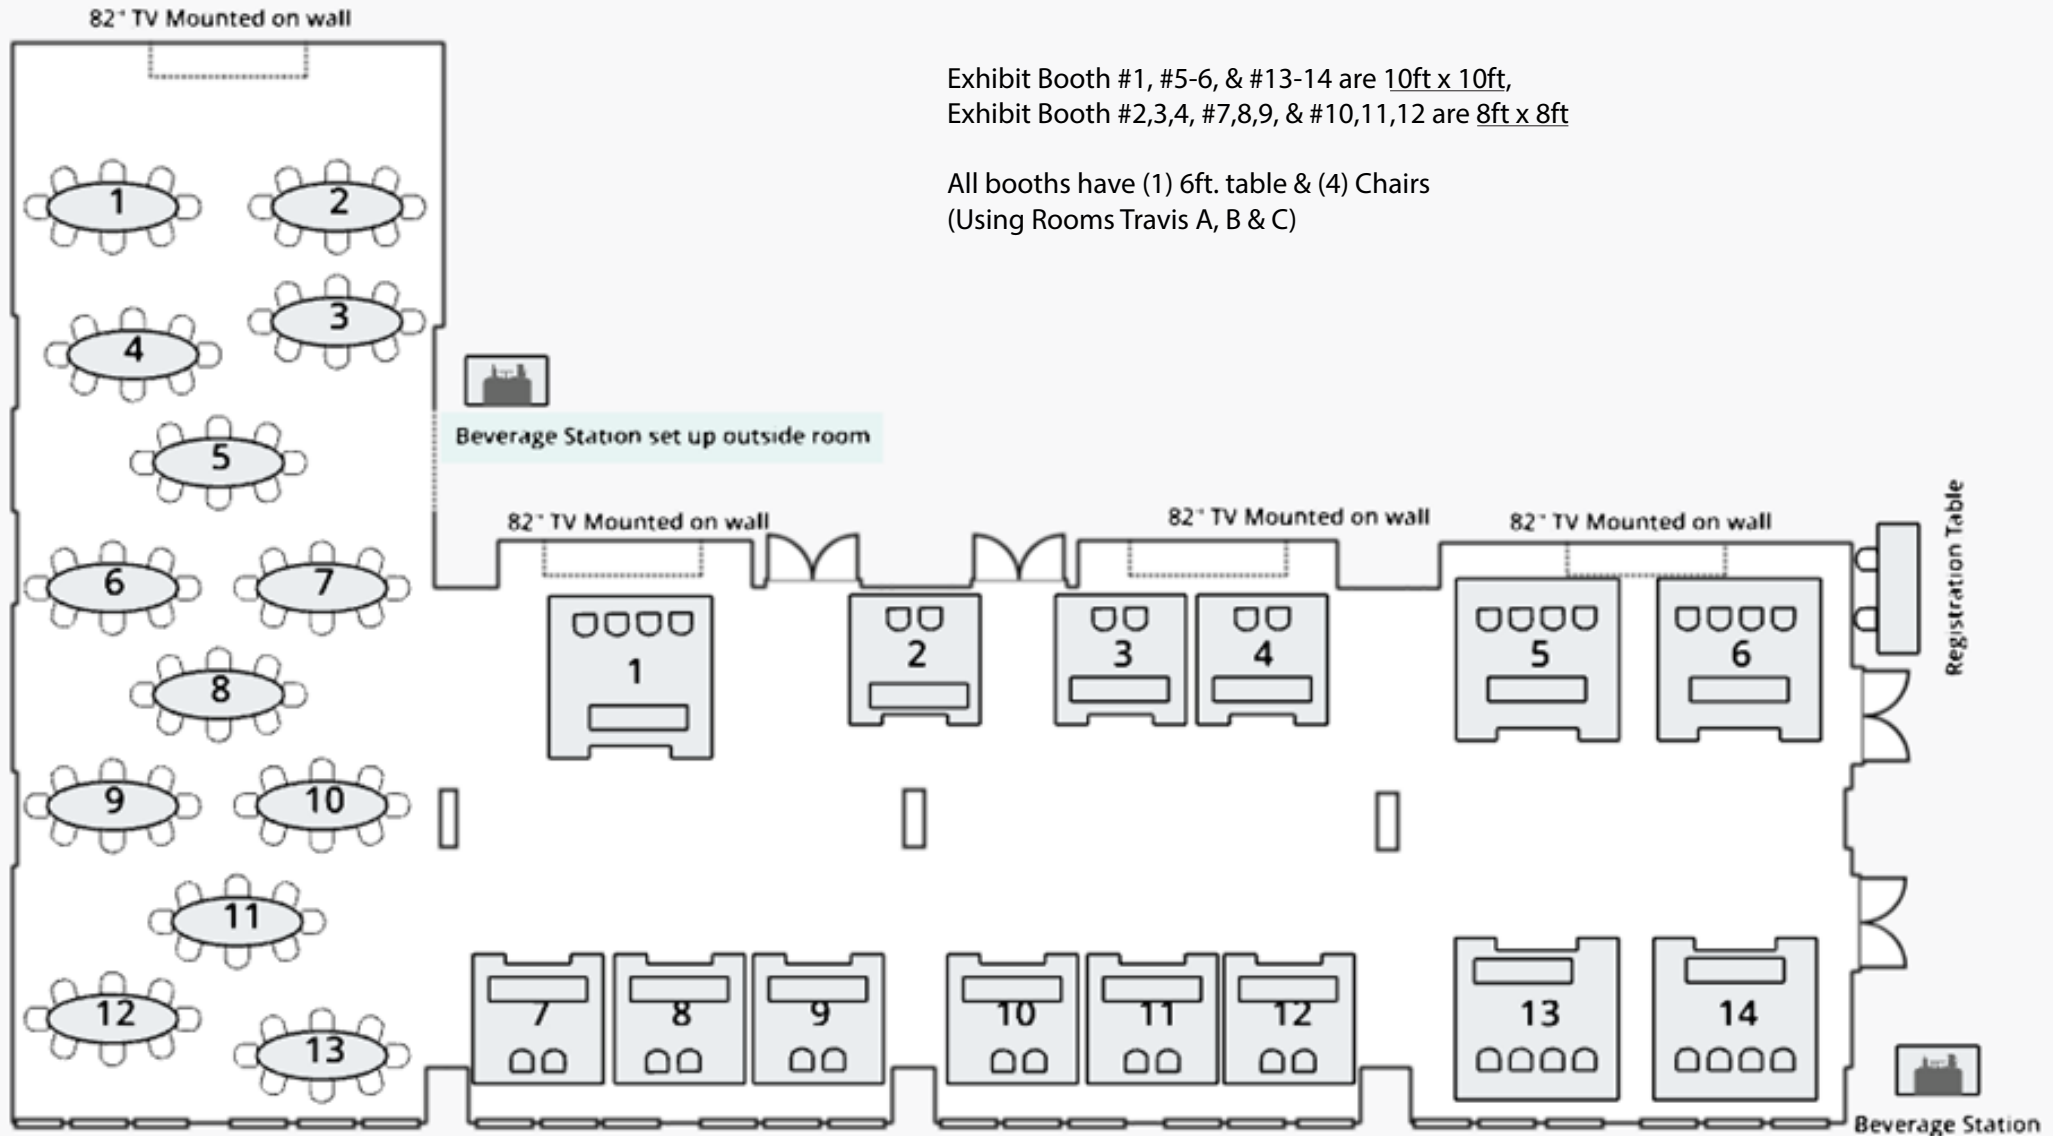 82" TV Mounted on wall
Exhibit Booth #1, #5-6, & #13-14 are 10ft x 10ft,
Exhibit Booth #2,3,4, #7,8,9, & #10,11,12 are 8ft x 8ft
All booths have (1) 6ft. table & (4) Chairs
(Using Rooms Travis A, B & C)
1
2
3
4
5
6
7
8
9
10
11
12
13
Beverage Station set up outside room
82" TV Mounted on wall
82" TV Mounted on wall
82" TV Mounted on wall
Registration Table
1
2
3
4
5
6
7
8
9
10
11
12
13
14
Beverage Station